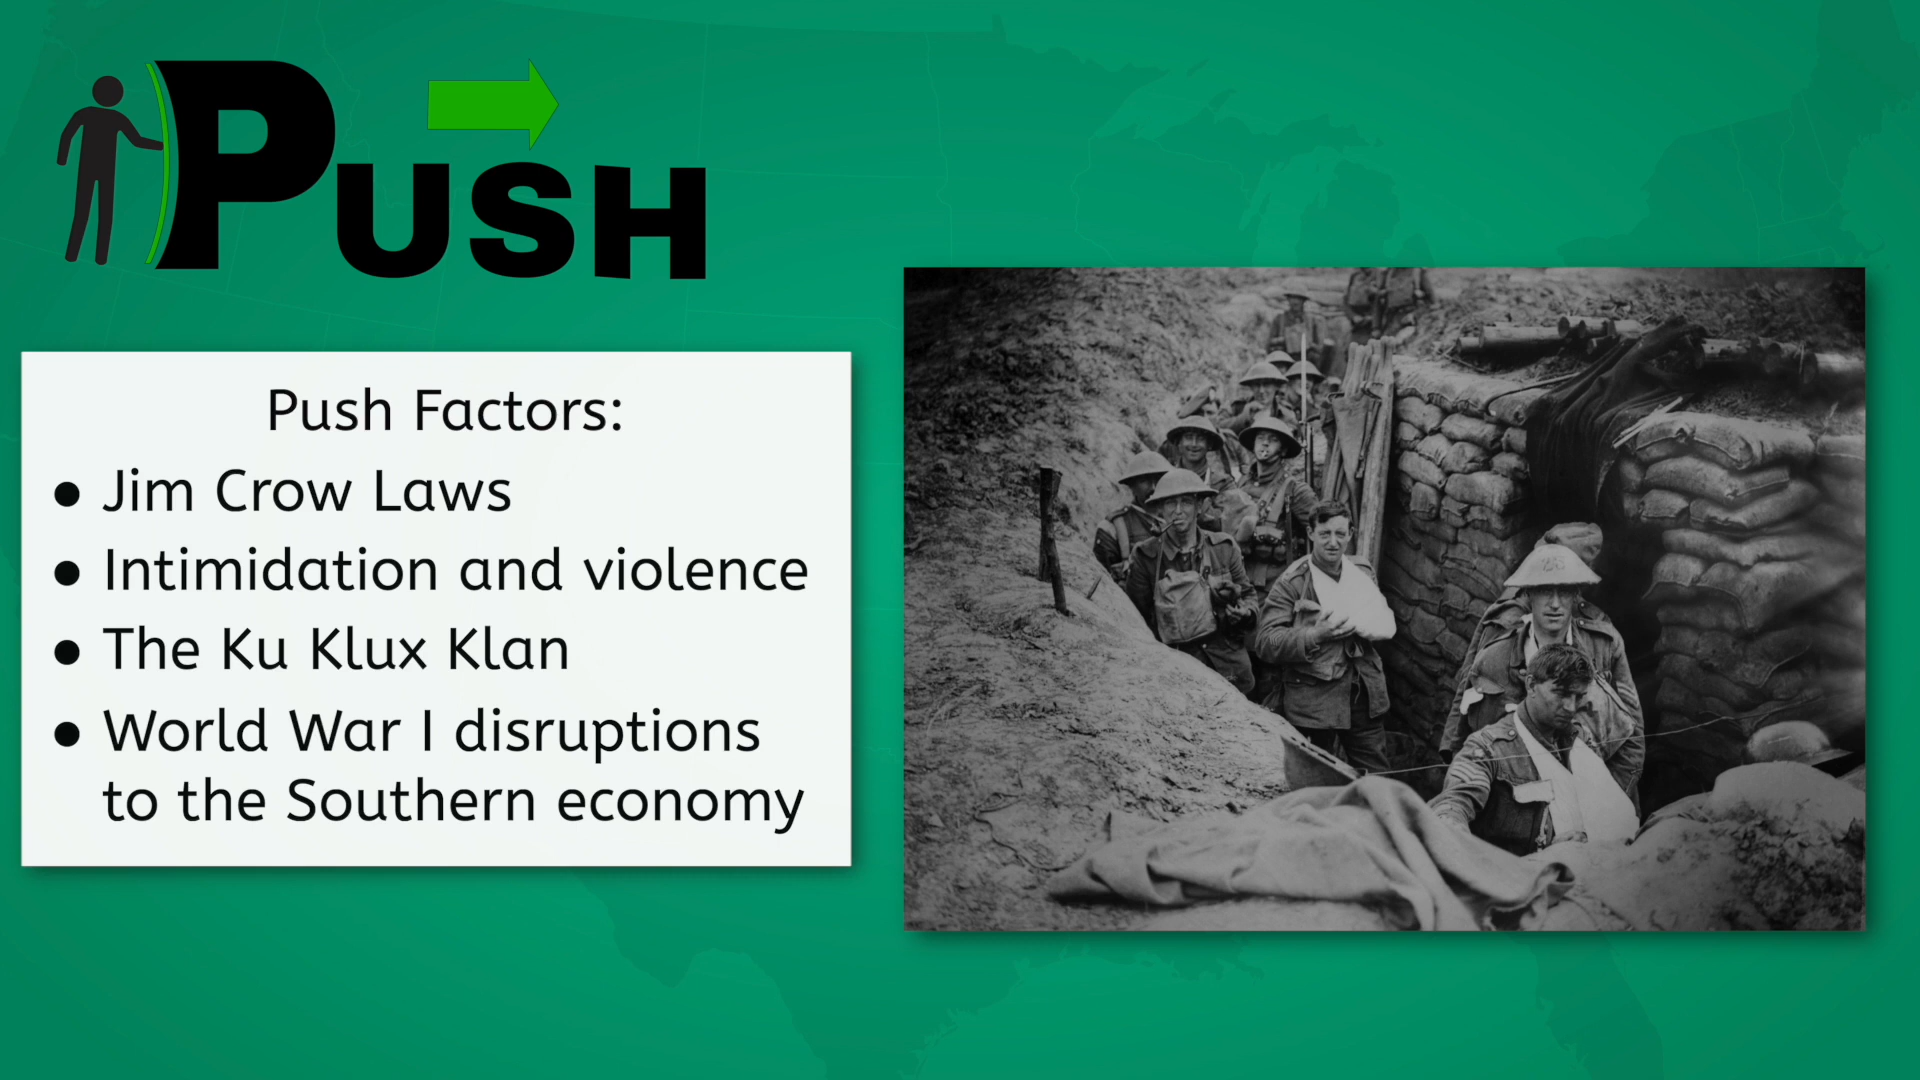 PUSH
Push Factors:
● Jim Crow Laws
● Intimidation and violence
● The Ku Klux Klan
● World War I disruptions
to the Southern economy